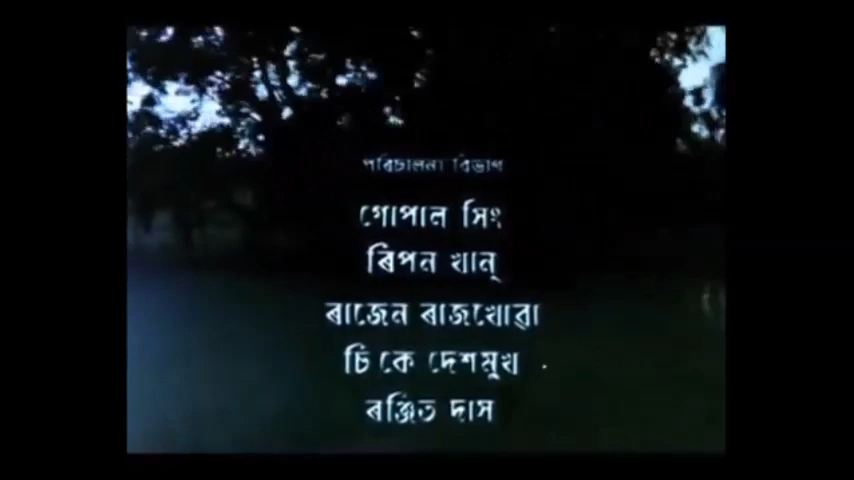 পৰিচালনা বিভাগ
গোপাল সিং
ৰিপন খান্
ৰাজেন ৰাজখোৱা
চি কে দেশমুখ
ৰঞ্জিত দাস